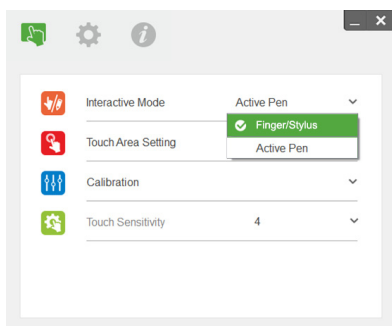 Interactive Mode Active Pen
Finger/Stylus
Touch Area Setting
Active Pen
Calibration
Touch Sensitivity 4